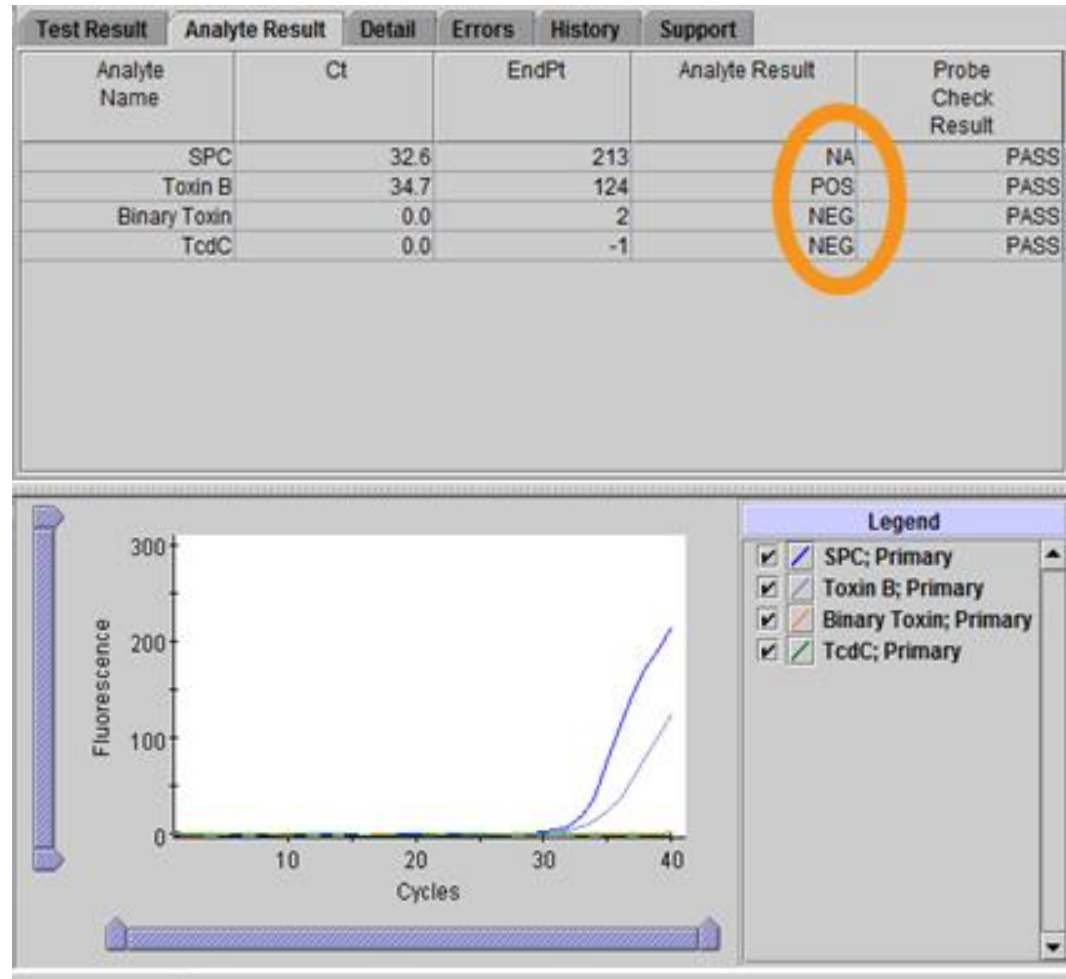 Test Result Analyte Result Detail Errors History Support
Analyte Name Ct EndPt Analyte Result Probe Check Result
SPC 32.6 213 NA PASS
Toxin B 34.7 124 POS PASS
Binary Toxin 0.0 2 NEG PASS
TcdC 0.0 -1 NEG PASS
Legend
SPC; Primary
Toxin B; Primary
Binary Toxin; Primary
TcdC; Primary
300
200
100
0
Fluorescence
10 20 30 40
Cycles